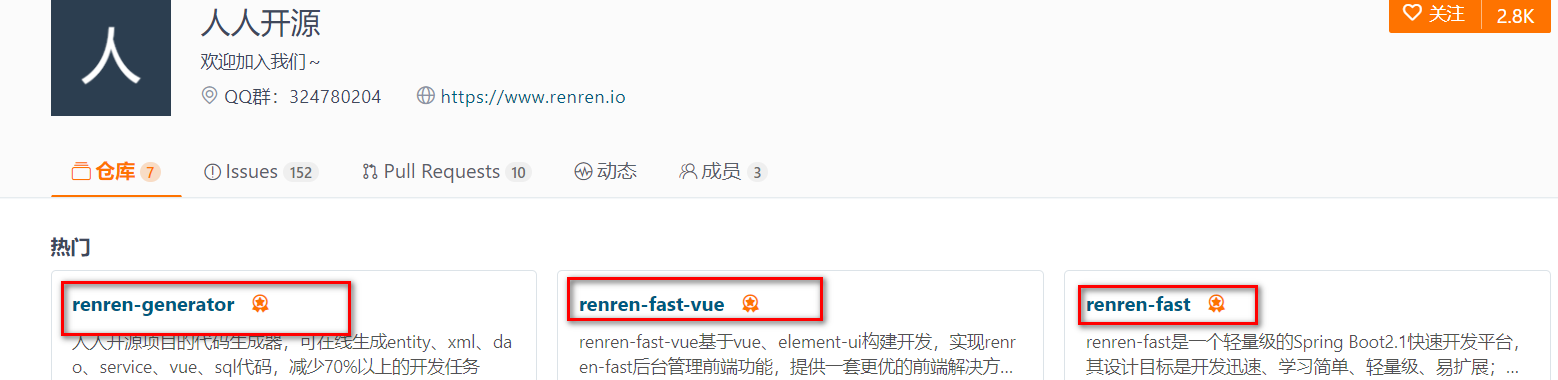 人
人人开源
欢迎加入我们～
QQ群：324780204 https://www.renren.io
关注 2.8K
仓库 7 Issues 152 Pull Requests 10 动态 成员 3
热门
renren-generator
人人开源项目的代码生成器，可在线生成entity、xml、da
o、service、vue、sql代码，减少70%以上的开发任务
renren-fast-vue
renren-fast-vue基于vue、element-ui构建开发，实现renr
en-fast后台管理前端功能，提供一套更优的前端解决方...
renren-fast
renren-fast是一个轻量级的Spring Boot2.1快速开发平台，
其设计目标是开发迅速、学习简单、轻量级、易扩展；...